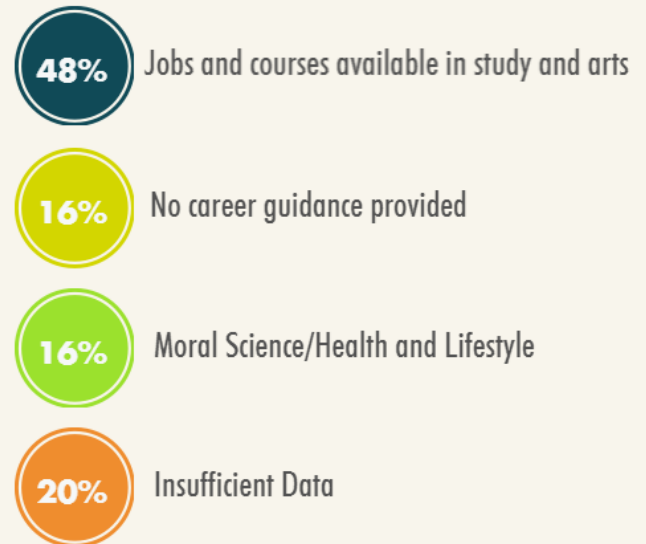 48% Jobs and courses available in study and arts
16% No career guidance provided
16% Moral Science/Health and Lifestyle
20% Insufficient Data